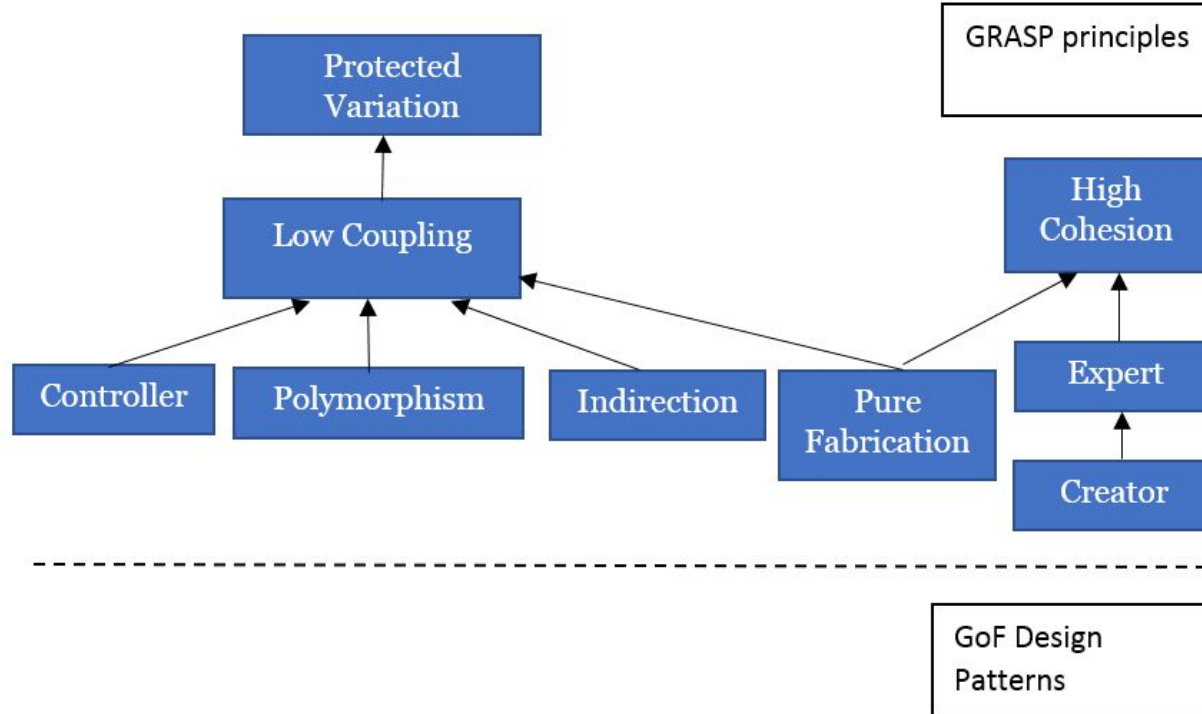 GRASP principles
Protected
Variation
High
Cohesion
Low Coupling
Controller
Polymorphism
Indirection
Pure
Fabrication
Expert
Creator
GoF Design
Patterns